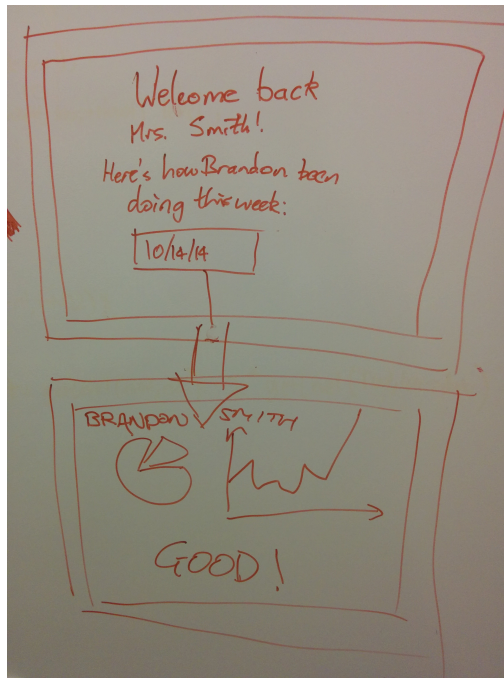 Welcome back
Mrs. Smith!
Here's how Brandon been
doing this week:
10/14/14
BRANDON SMITH
GOOD!